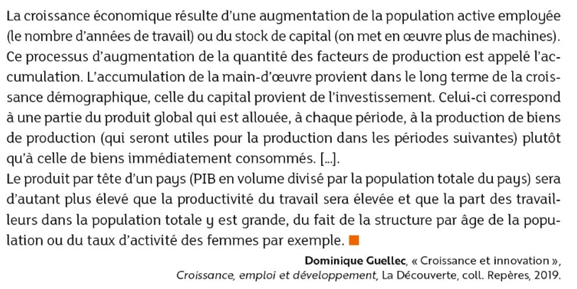 La croissance économique résulte d'une augmentation de la population active employée
(le nombre d'années de travail) ou du stock de capital (on met en œuvre plus de machines).
Ce processus d'augmentation de la quantité des facteurs de production est appelé l'ac-
cumulation. L'accumulation de la main-d'œuvre provient dans le long terme de la crois-
sance démographique, celle du capital provient de l'investissement. Celui-ci correspond
à une partie du produit global qui est allouée, à chaque période, à la production de biens
de production (qui seront utiles pour la production dans les périodes suivantes) plutôt
qu'à celle de biens immédiatement consommés. [...].
Le produit par tête d'un pays (PIB en volume divisé par la population totale du pays) sera
d'autant plus élevé que la productivité du travail sera élevée et que la part des travail-
leurs dans la population totale y est grande, du fait de la structure par âge de la popu-
lation ou du taux d'activité des femmes par exemple. ■
Dominique Guellec, « Croissance et innovation »,
Croissance, emploi et développement, La Découverte, coll. Repères, 2019.